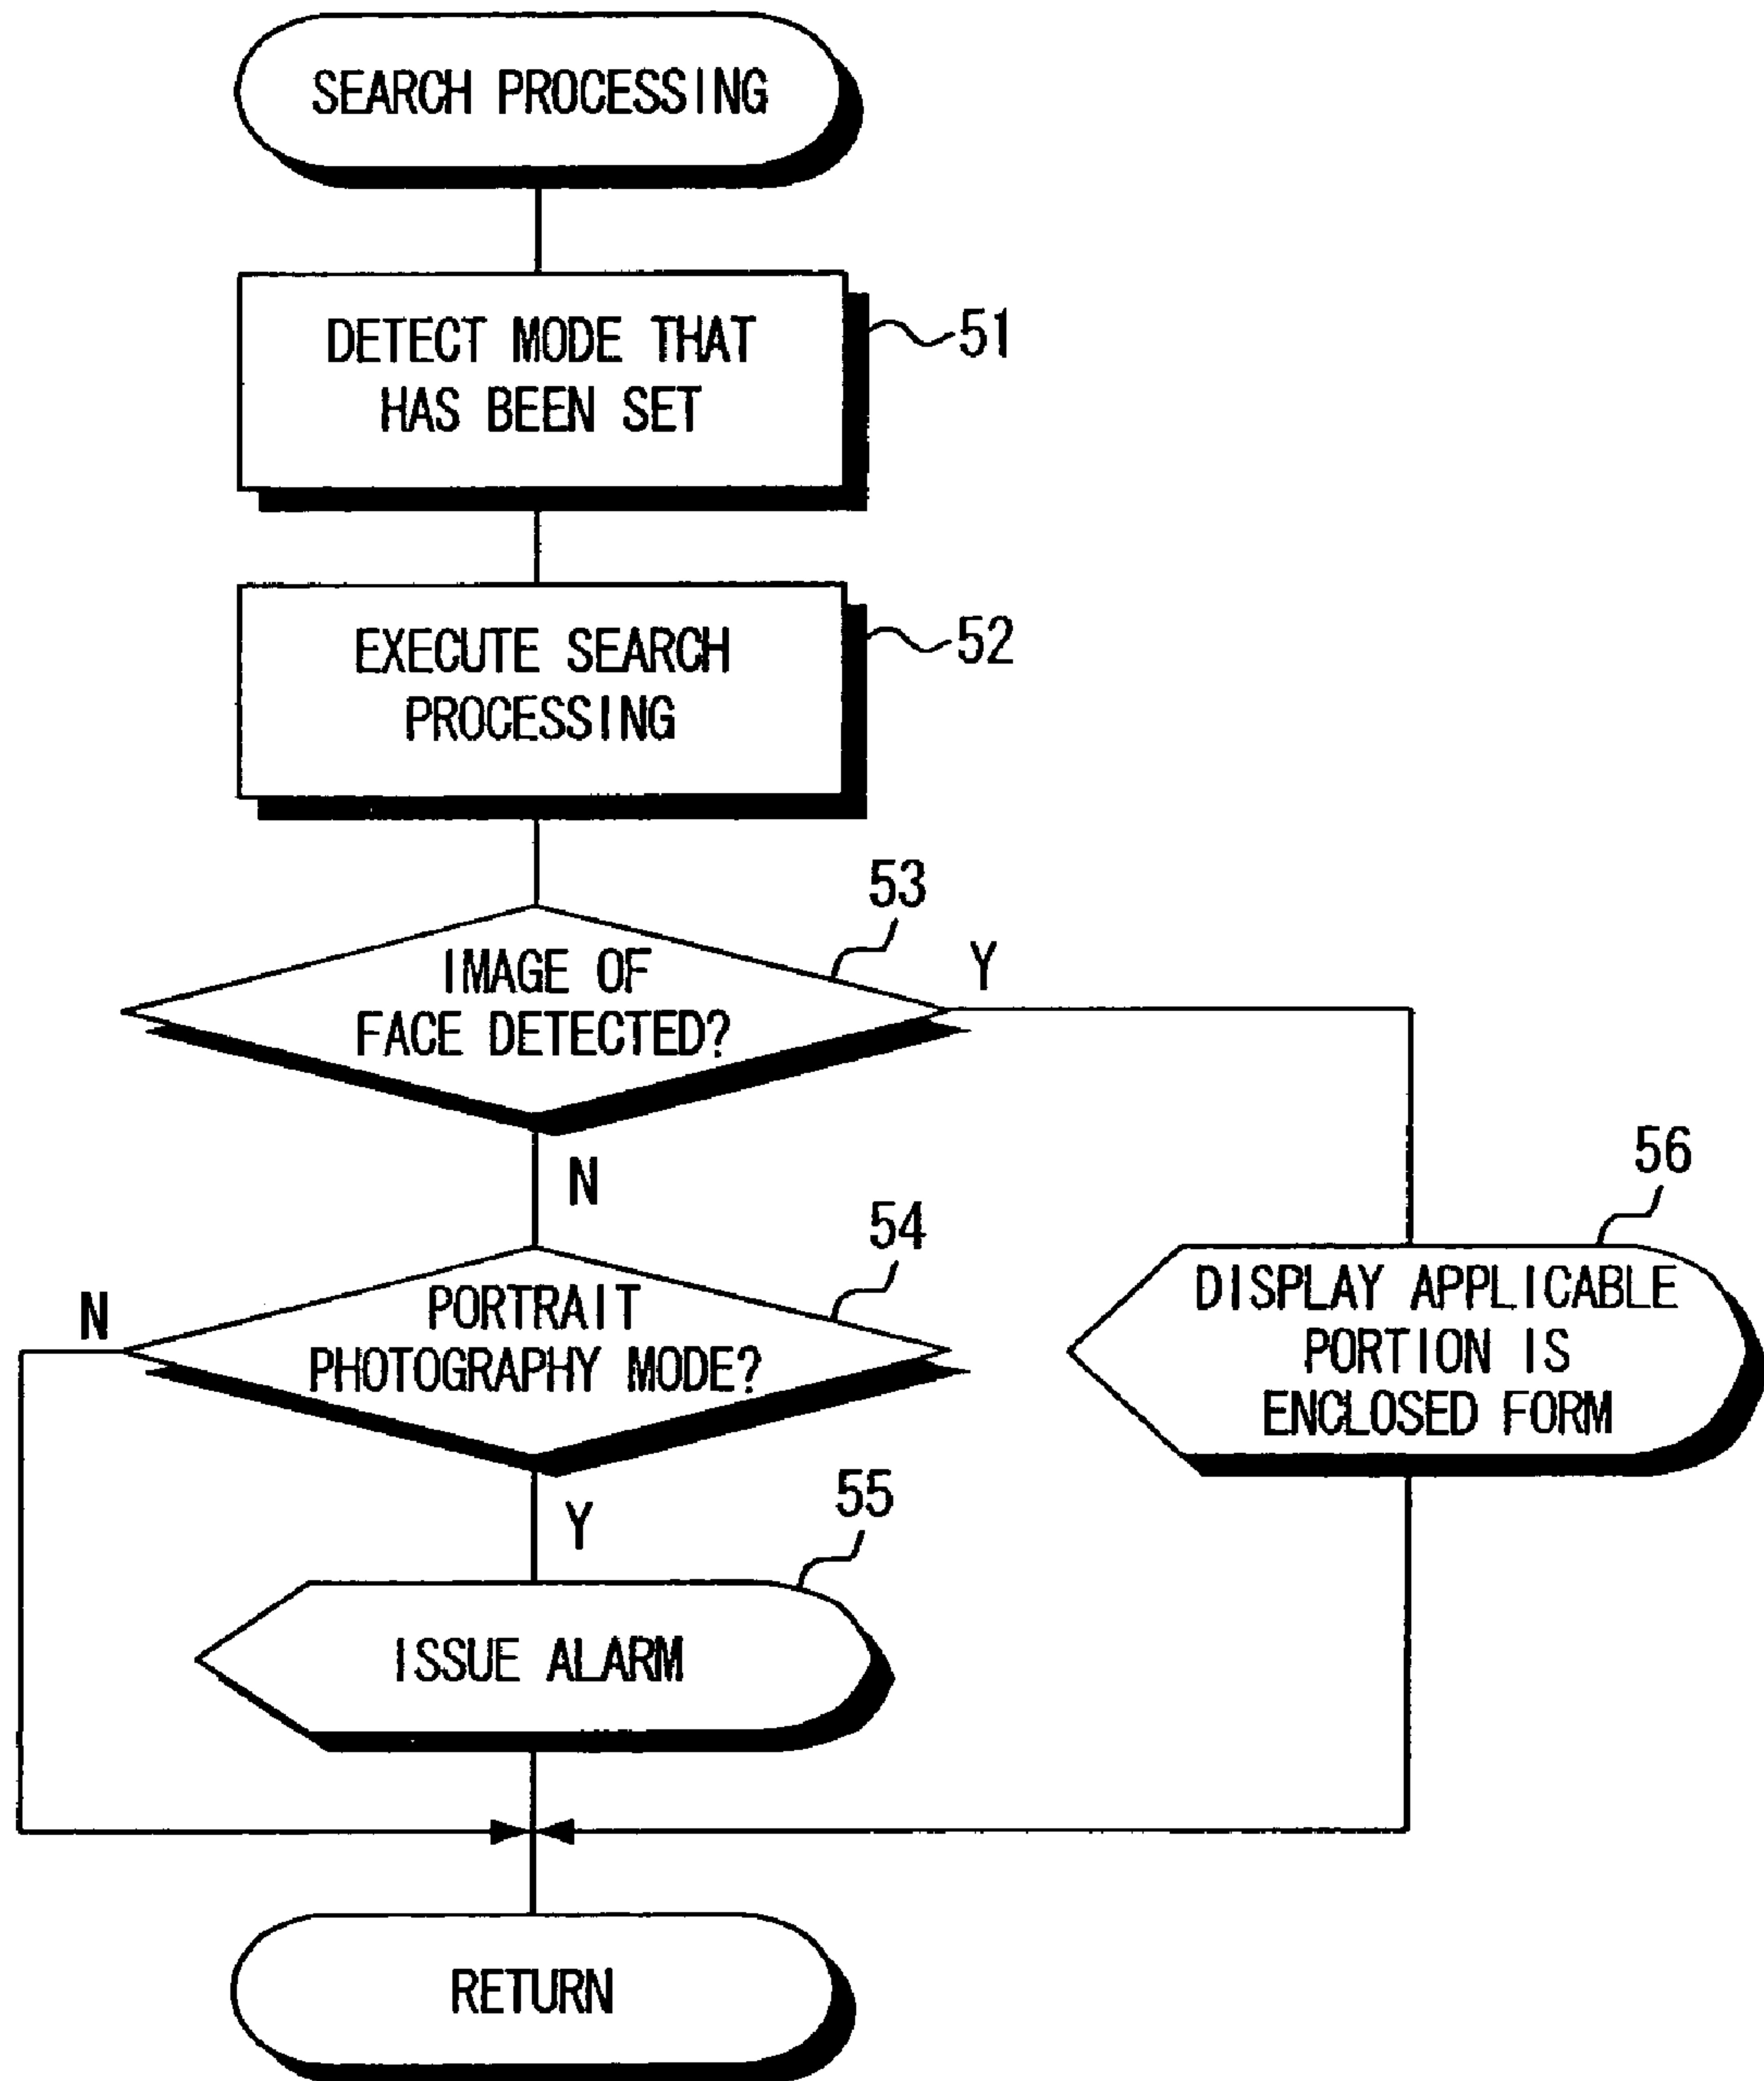 SEARCH PROCESSING
DETECT MODE THAT
HAS BEEN SET
51
EXECUTE SEARCH
PROCESSING
52
53
IMAGE OF
FACE DETECTED?
Y
N
54
PORTRAIT
PHOTOGRAPHY MODE?
N
Y
56
DISPLAY APPLICABLE
PORTION IS
ENCLOSED FORM
55
ISSUE ALARM
RETURN